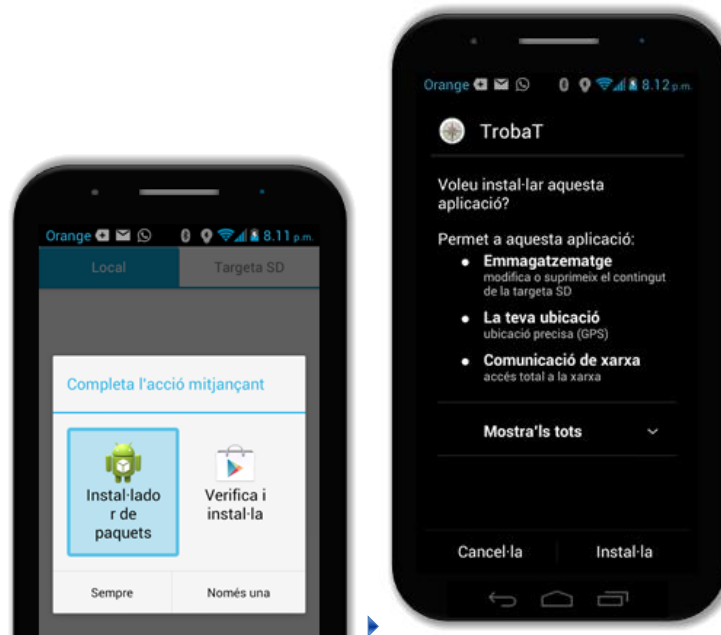 Orange 8.11 p.m.
Local
Targeta SD
Completa l'acció mitjançant
Instal·lado
r de
paquets
Verifica i
instal·la
Sempre
Només una
Orange 8.12 p.m.
TrobaT
Voleu instal·lar aquesta
aplicació?
Permet a aquesta aplicació:
• Emmagatzematge
modifica o suprimeix el contingut
de la targeta SD
• La teva ubicació
ubicació precisa (GPS)
• Comunicació de xarxa
accés total a la xarxa
Mostra'ls tots
Cancel·la
Instal·la